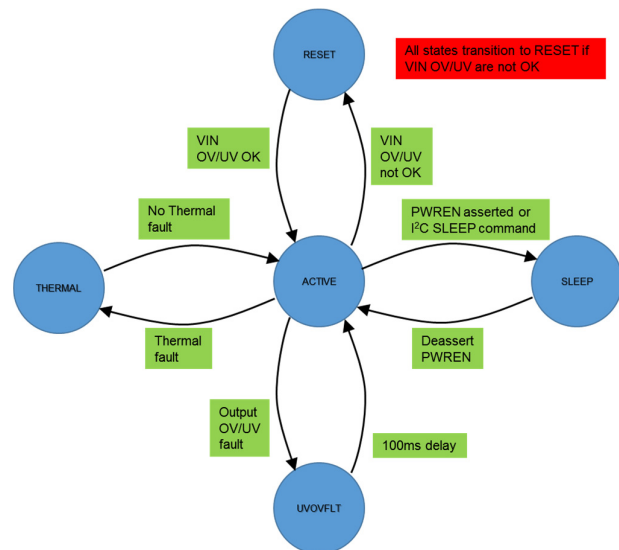 RESET
All states transition to RESET if
VIN OV/UV are not OK
VIN
OV/UV OK
VIN
OV/UV
not OK
No Thermal
fault
PWREN asserted or
I²C SLEEP command
THERMAL
ACTIVE
SLEEP
Thermal
fault
Deassert
PWREN
Output
OV/UV
fault
100ms delay
UVOVFLT